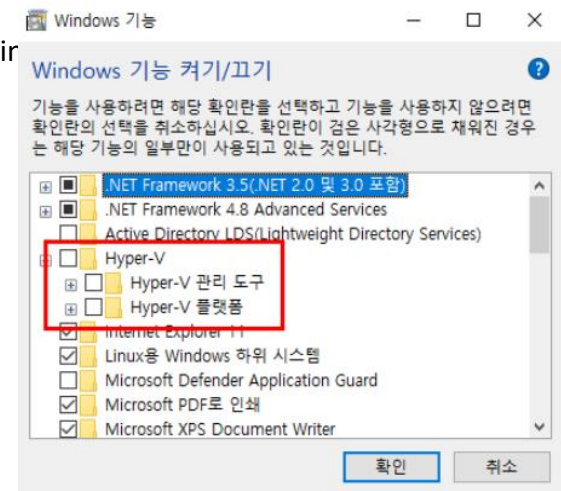 Windows 기능
in
Windows 기능 켜기/끄기
기능을 사용하려면 해당 확인란을 선택하고 기능을 사용하지 않으려면
확인란의 선택을 취소하십시오. 확인란이 검은 사각형으로 채워진 경우
는 해당 기능의 일부만이 사용되고 있는 것입니다.
.NET Framework 3.5(.NET 2.0 및 3.0 포함)
.NET Framework 4.8 Advanced Services
Active Directory LDS(Lightweight Directory Services)
Hyper-V
Hyper-V 관리 도구
Hyper-V 플랫폼
Internet Explorer 11
Linux용 Windows 하위 시스템
Microsoft Defender Application Guard
Microsoft PDF로 인쇄
Microsoft XPS Document Writer
확인
취소